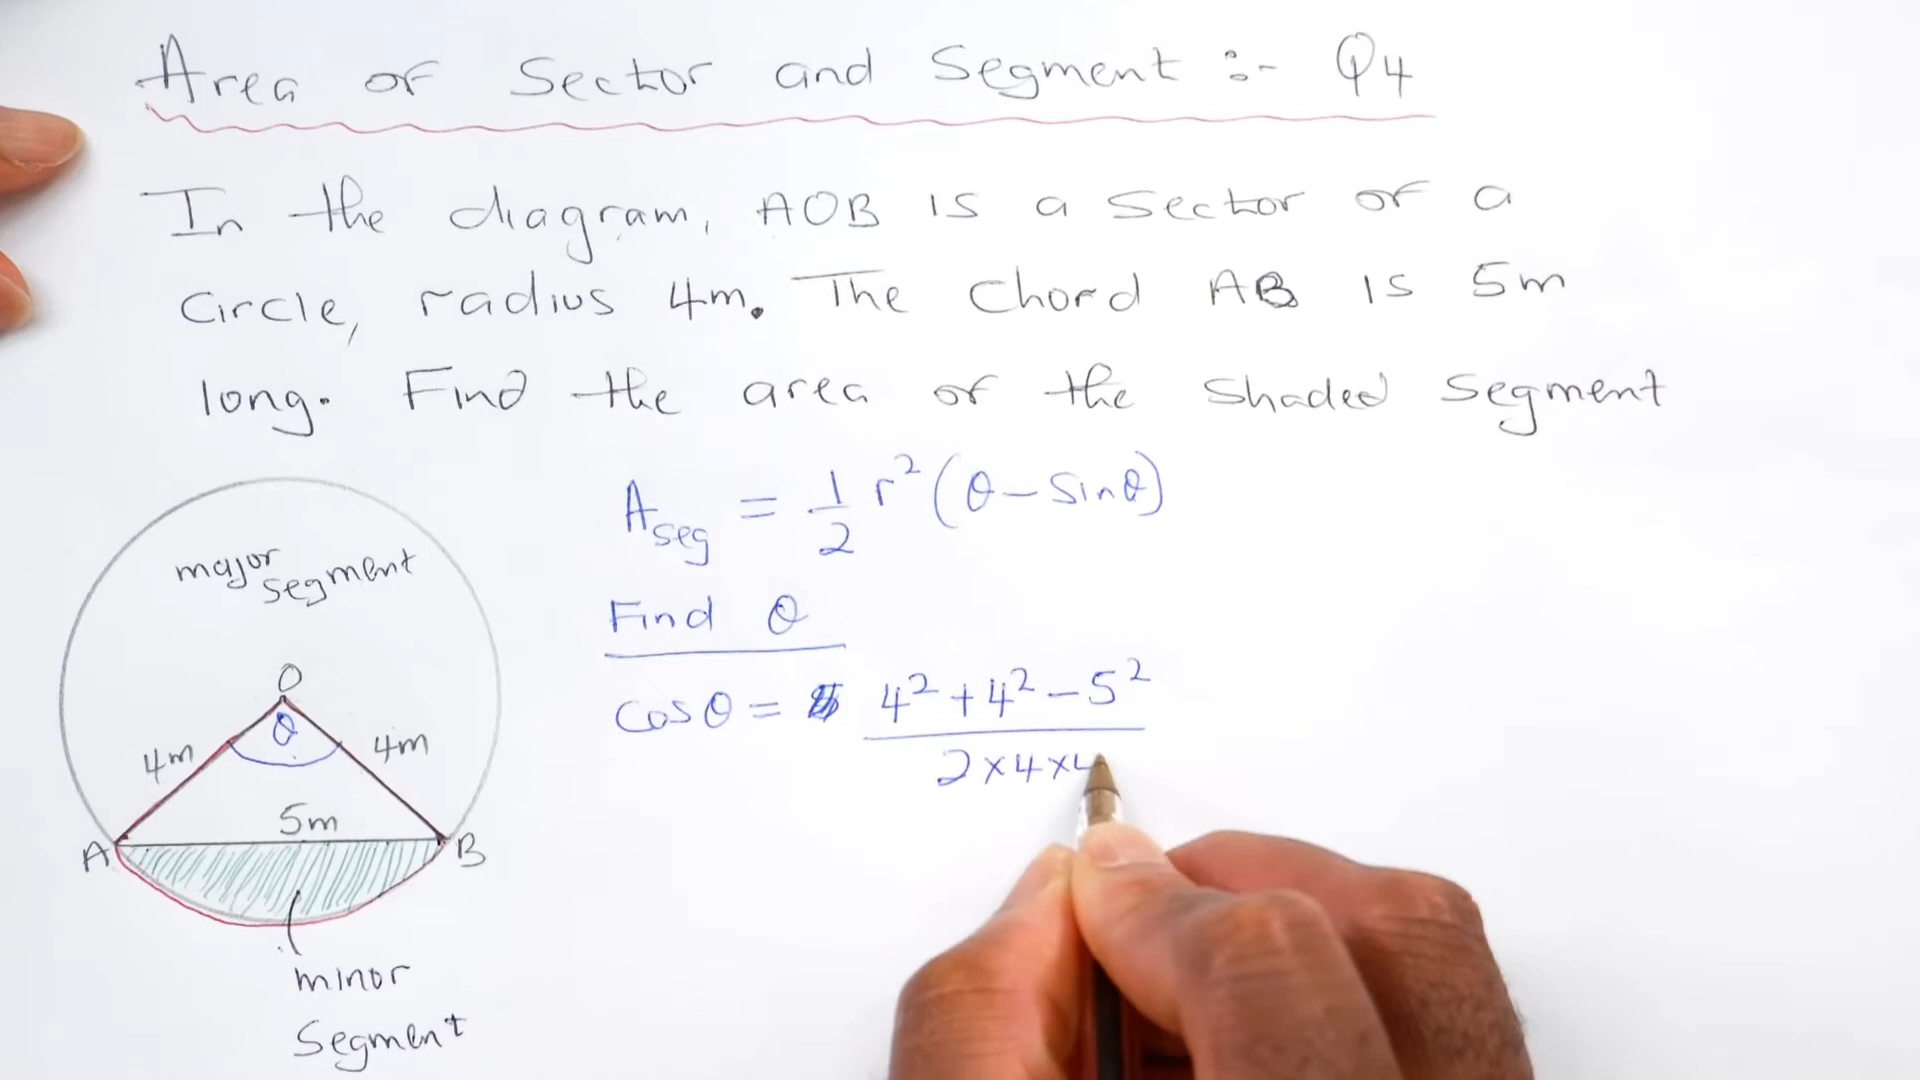 Area of Sector and Segment :- Q4
In the diagram, AOB is a sector of a
Circle, radius 4m. The Chord AB is 5m
long. Find the area of the Shaded Segment
A_seg = 1/2 r² (θ - Sinθ)
Find θ
Cosθ = (4² + 4² - 5²) / (2 × 4 × 4
major
segment
O
θ
4m
4m
5m
A
B
minor
Segment